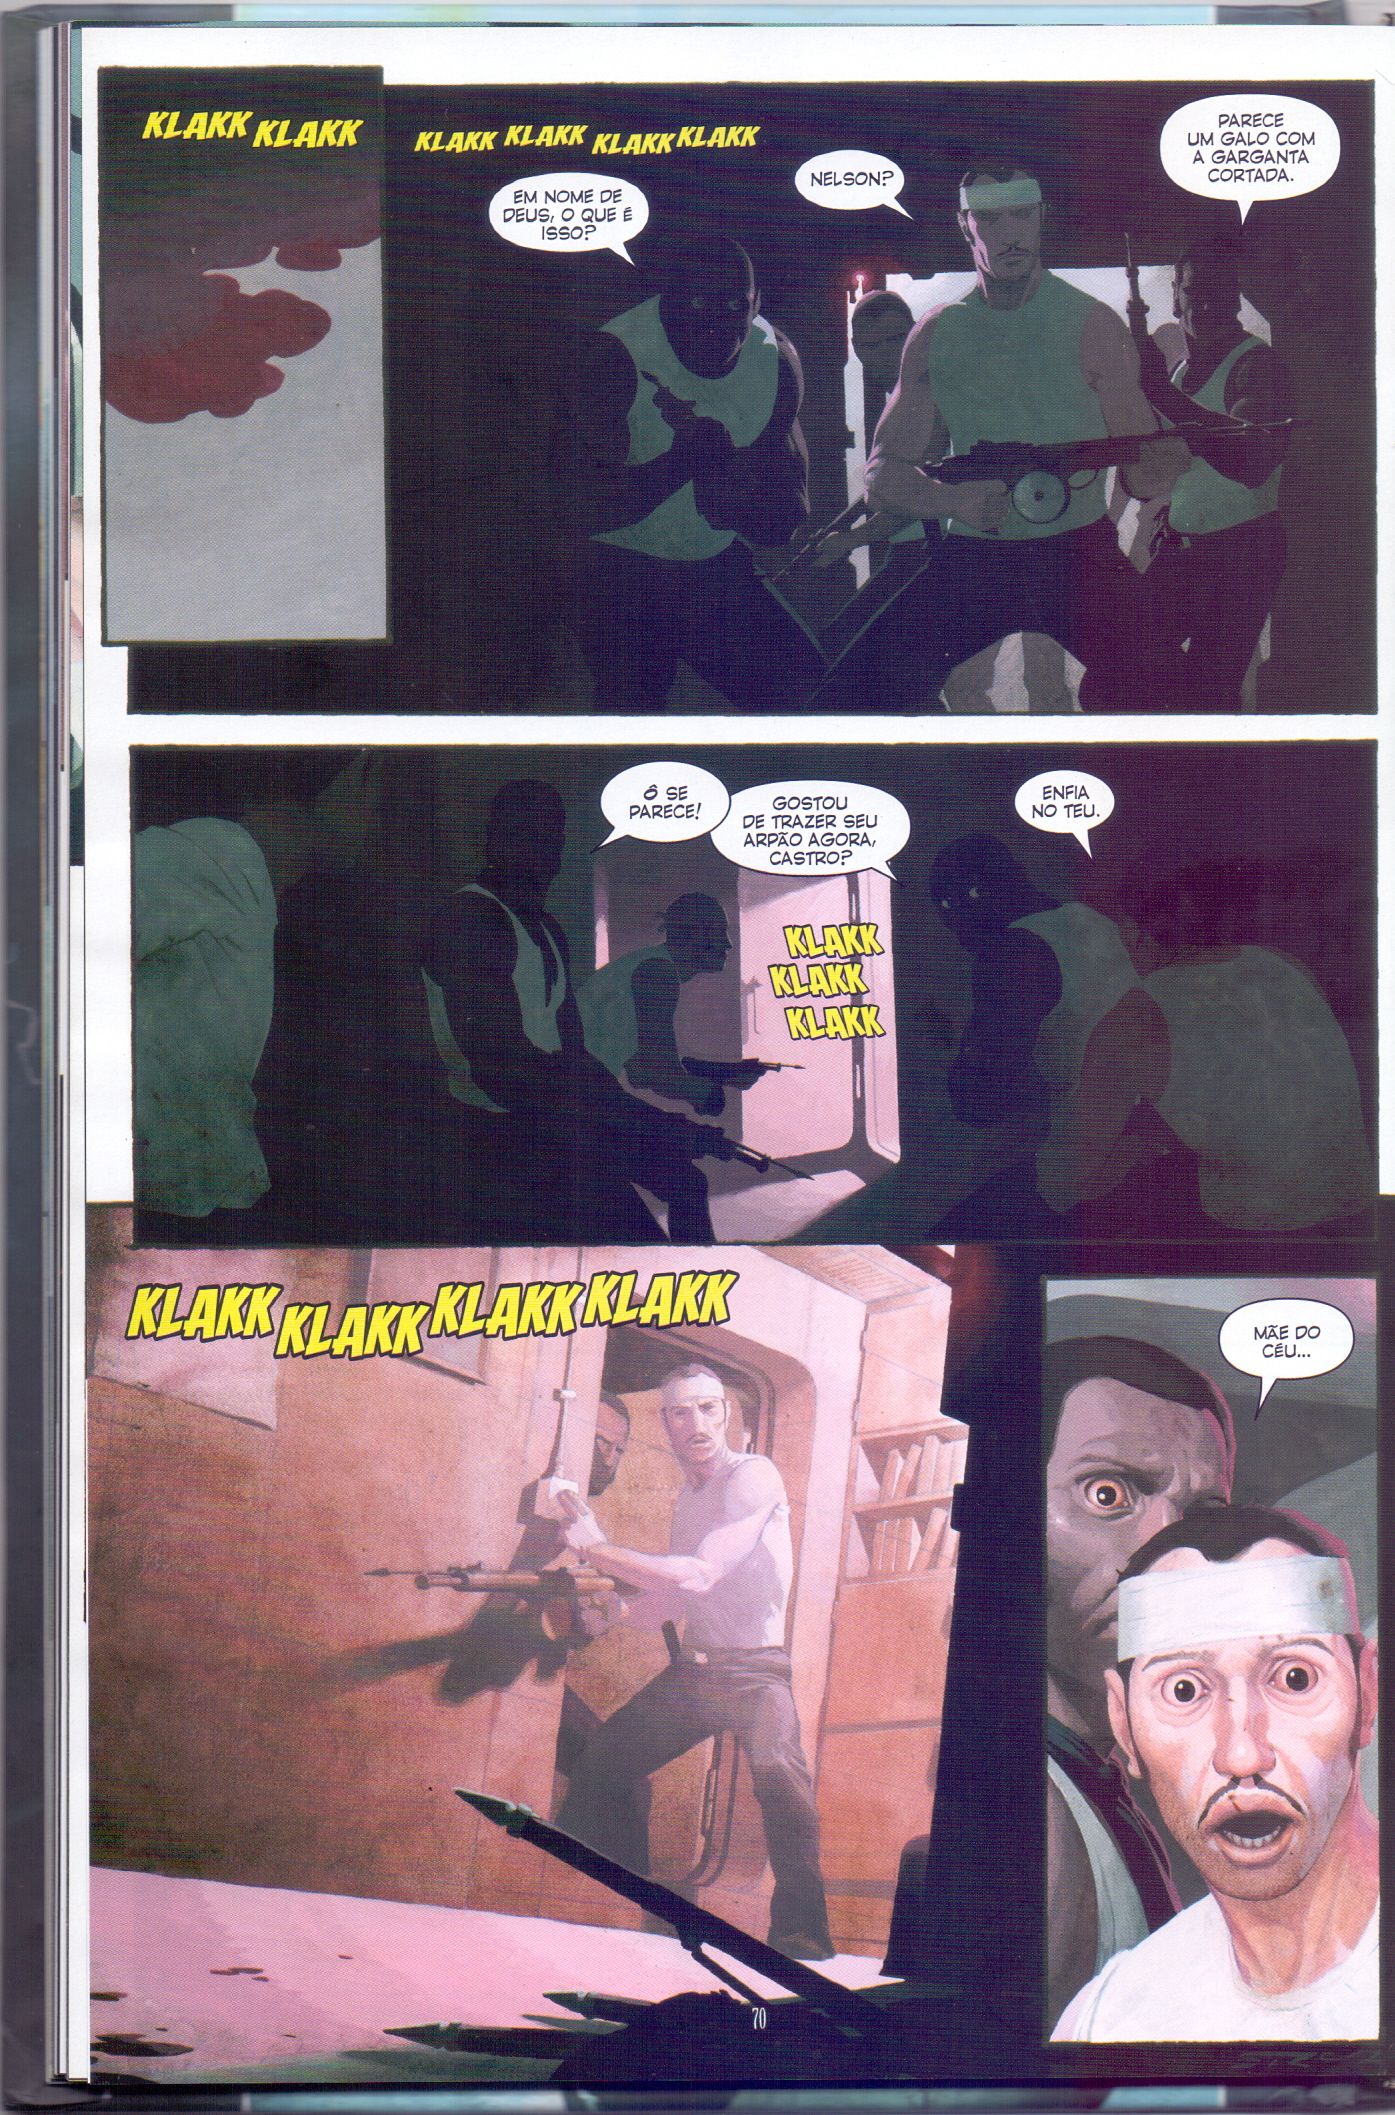 KLAKK KLAKK
KLAKK KLAKK KLAKK KLAKK
EM NOME DE
DEUS, O QUE É
ISSO?
NELSON?
PARECE
UM GALO COM
A GARGANTA
CORTADA.
Ô SE
PARECE!
GOSTOU
DE TRAZER SEU
ARPÃO AGORA,
CASTRO?
ENFIA
NO TEU.
KLAKK
KLAKK
KLAKK
KLAKK KLAKK KLAKK KLAKK
MÃE DO
CÉU...
70